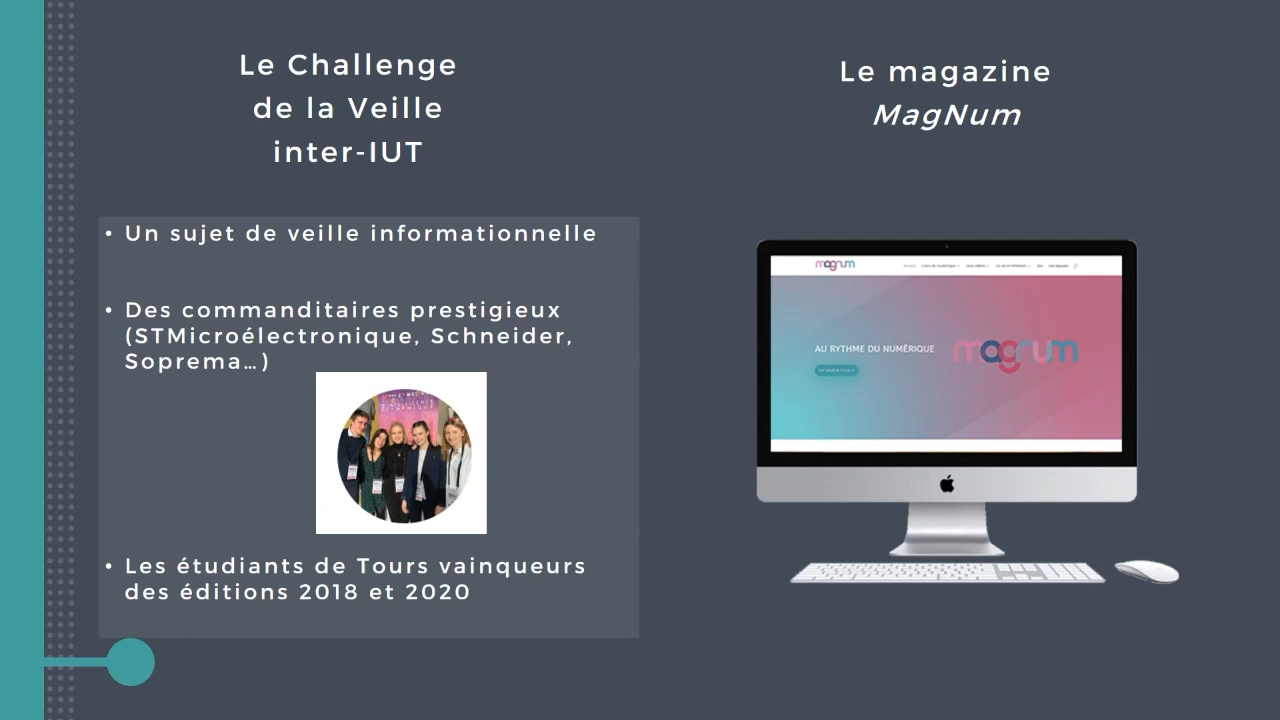 Le Challenge
de la Veille
inter-IUT
• Un sujet de veille informationnelle
• Des commanditaires prestigieux
(STMicroélectronique, Schneider,
Soprema…)
• Les étudiants de Tours vainqueurs
des éditions 2018 et 2020
Le magazine
MagNum
magnum
AU RYTHME DU NUMÉRIQUE
magnum